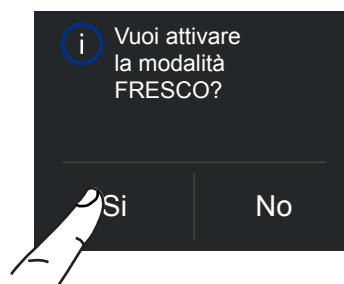 i
Vuoi attivare
la modalità
FRESCO?
Si
No